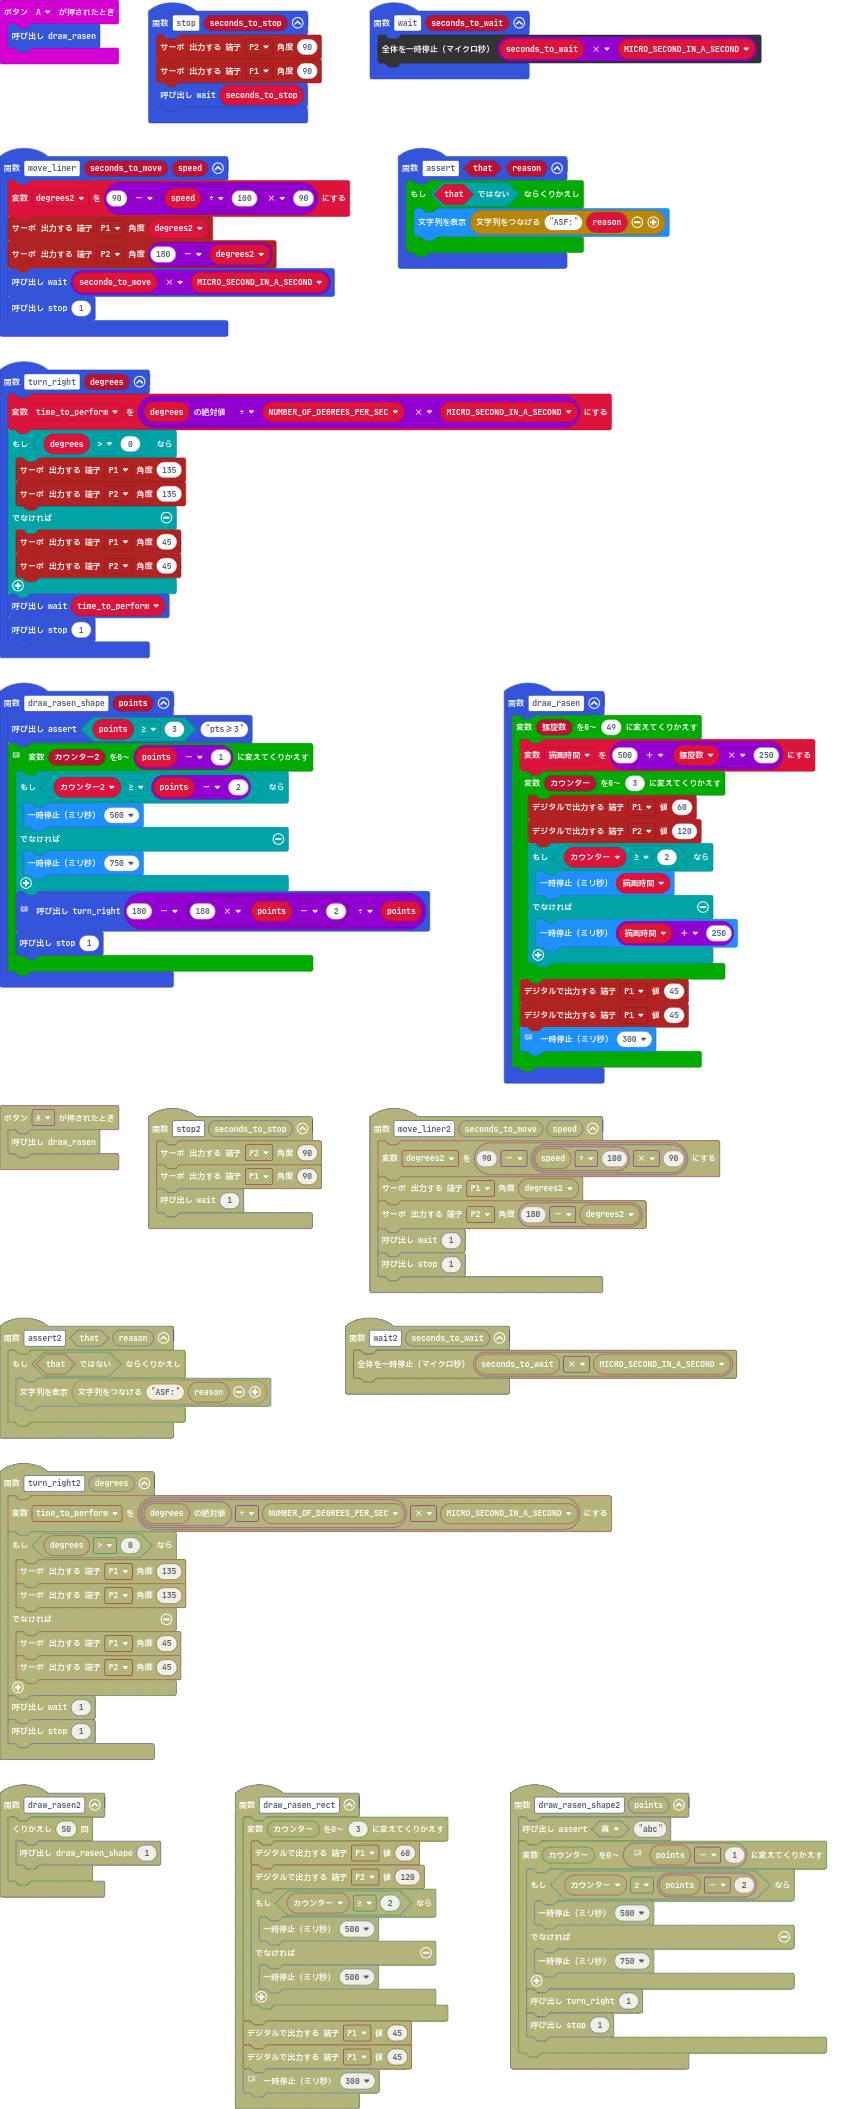 ボタン A が押されたとき
呼び出し draw_rasen
関数 stop seconds_to_stop
サーボ 出力する 端子 P2 角度 90
サーボ 出力する 端子 P1 角度 90
呼び出し wait seconds_to_stop
関数 wait seconds_to_wait
全体を一時停止（マイクロ秒） seconds_to_wait × MICRO_SECOND_IN_A_SECOND
関数 move_liner seconds_to_move speed
変数 degrees2 を 90 － speed ÷ 100 × 90 にする
サーボ 出力する 端子 P1 角度 degrees2
サーボ 出力する 端子 P2 角度 180 － degrees2
呼び出し wait seconds_to_move × MICRO_SECOND_IN_A_SECOND
呼び出し stop 1
関数 assert that reason
もし that ではない ならくりかえし
文字列を表示 文字列をつなげる "ASF:" reason
関数 turn_right degrees
変数 time_to_perform を degrees の絶対値 ÷ NUMBER_OF_DEGREES_PER_SEC × MICRO_SECOND_IN_A_SECOND にする
もし degrees > 0 なら
サーボ 出力する 端子 P1 角度 135
サーボ 出力する 端子 P2 角度 135
でなければ
サーボ 出力する 端子 P1 角度 45
サーボ 出力する 端子 P2 角度 45
呼び出し wait time_to_perform
呼び出し stop 1
関数 draw_rasen_shape points
呼び出し assert points ≥ 3 "pts≥3"
変数 カウンター2 を0～ points － 1 に変えてくりかえす
もし カウンター2 ≥ points － 2 なら
一時停止（ミリ秒） 500
でなければ
一時停止（ミリ秒） 750
呼び出し turn_right 180 － 180 × points － 2 ÷ points
呼び出し stop 1
関数 draw_rasen
変数 螺旋数 を0～ 49 に変えてくりかえす
変数 描画時間 を 500 ＋ 螺旋数 × 250 にする
変数 カウンター を0～ 3 に変えてくりかえす
デジタルで出力する 端子 P1 値 60
デジタルで出力する 端子 P2 値 120
もし カウンター ≥ 2 なら
一時停止（ミリ秒） 描画時間
でなければ
一時停止（ミリ秒） 描画時間 ＋ 250
デジタルで出力する 端子 P1 値 45
デジタルで出力する 端子 P1 値 45
一時停止（ミリ秒） 300
ボタン A が押されたとき
呼び出し draw_rasen
関数 stop2 seconds_to_stop
サーボ 出力する 端子 P2 角度 90
サーボ 出力する 端子 P1 角度 90
呼び出し wait 1
関数 move_liner2 seconds_to_move speed
変数 degrees2 を 90 － speed ÷ 100 × 90 にする
サーボ 出力する 端子 P1 角度 degrees2
サーボ 出力する 端子 P2 角度 180 － degrees2
呼び出し wait 1
呼び出し stop 1
関数 assert2 that reason
もし that ではない ならくりかえし
文字列を表示 文字列をつなげる "ASF:" reason
関数 wait2 seconds_to_wait
全体を一時停止（マイクロ秒） seconds_to_wait × MICRO_SECOND_IN_A_SECOND
関数 turn_right2 degrees
変数 time_to_perform を degrees の絶対値 ÷ NUMBER_OF_DEGREES_PER_SEC × MICRO_SECOND_IN_A_SECOND にする
もし degrees > 0 なら
サーボ 出力する 端子 P1 角度 135
サーボ 出力する 端子 P2 角度 135
でなければ
サーボ 出力する 端子 P1 角度 45
サーボ 出力する 端子 P2 角度 45
呼び出し wait 1
呼び出し stop 1
関数 draw_rasen2
くりかえし 50 回
呼び出し draw_rasen_shape 1
関数 draw_rasen_rect
変数 カウンター を0～ 3 に変えてくりかえす
デジタルで出力する 端子 P1 値 60
デジタルで出力する 端子 P2 値 120
もし カウンター ≥ 2 なら
一時停止（ミリ秒） 500
でなければ
一時停止（ミリ秒） 500
デジタルで出力する 端子 P1 値 45
デジタルで出力する 端子 P1 値 45
一時停止（ミリ秒） 300
関数 draw_rasen_shape2 points
呼び出し assert 真 "abc"
変数 カウンター を0～ points － 1 に変えてくりかえす
もし カウンター ≥ points － 2 なら
一時停止（ミリ秒） 500
でなければ
一時停止（ミリ秒） 750
呼び出し turn_right 1
呼び出し stop 1